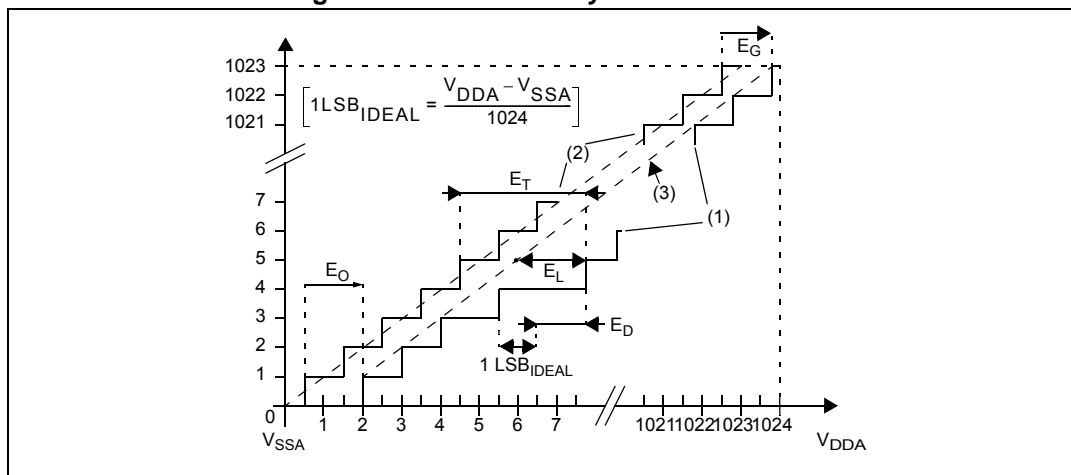 E_G
1023
1022
1021
[1LSB_IDEAL = (V_DDA – V_SSA) / 1024]
(2)
E_T
(3)
(1)
7
6
5
4
3
2
1
0
E_O
E_L
E_D
1 LSB_IDEAL
1 2 3 4 5 6 7 1021 1022 1023 1024
V_SSA
V_DDA